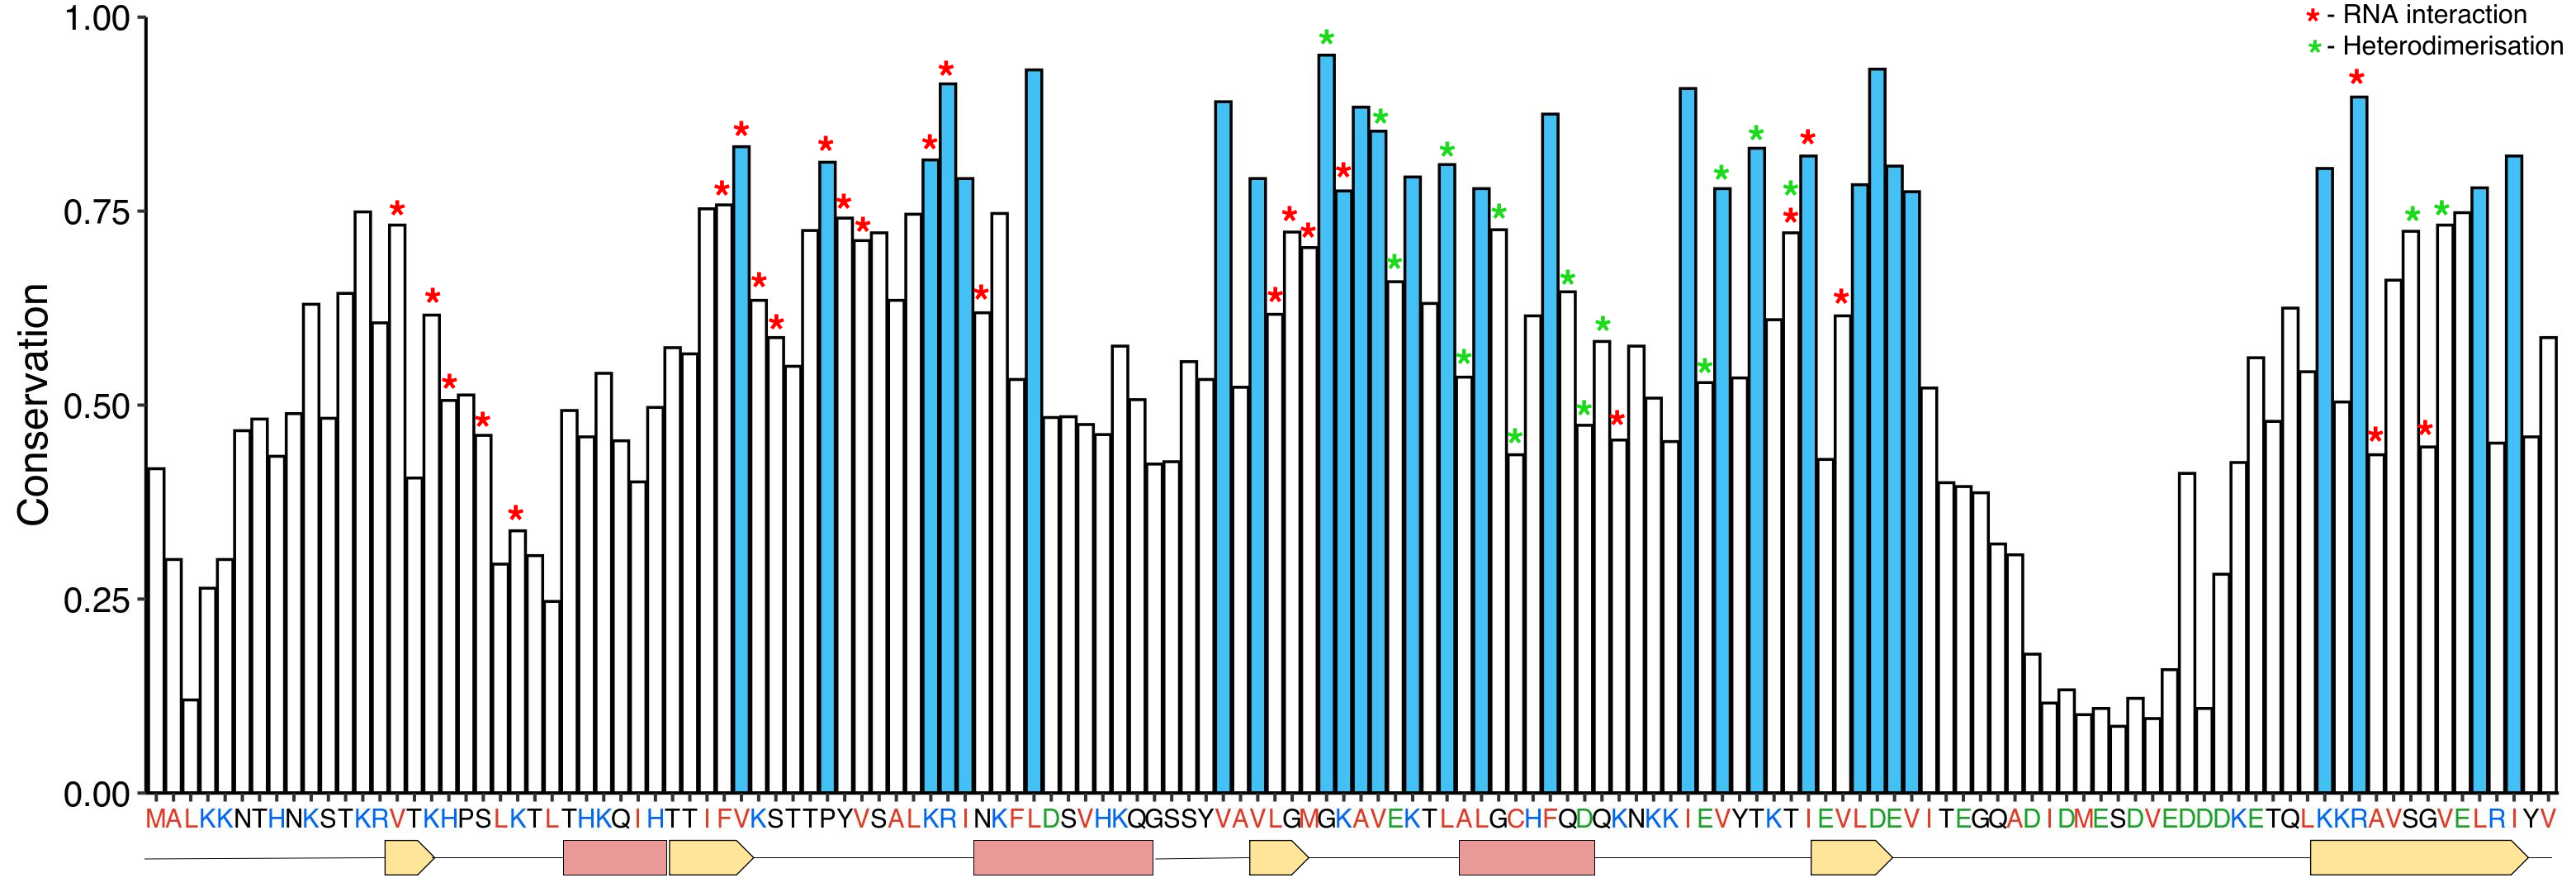 1.00
0.75
0.50
0.25
0.00
Conservation
* - RNA interaction
* - Heterodimerisation
MALKKNTHNKSTKRVTKHPSLKTLTHKQIHTTIFVKSTTPYVSALKRINKFLDSVHKQGSSYVAVLGMGKAVEKTLALGCHFQDQKNKKIEVYTKTIEVLDEVITEGQADIDMESDVEDDDKETQLKKRAVSGVELRIYV